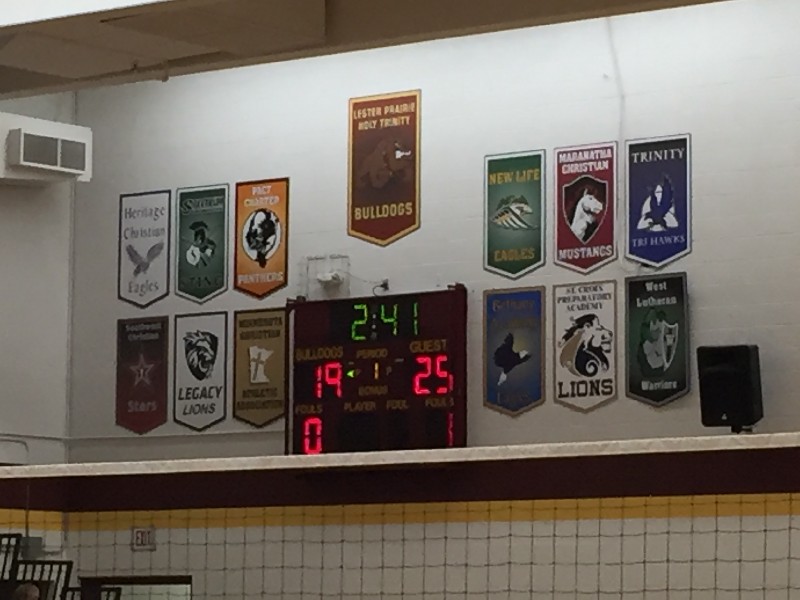 LESTER PRAIRIE
HOLY TRINITY
BULLDOGS
Heritage
Christian
Eagles
PACT
CHARTER
PANTHERS
NEW LIFE
EAGLES
MARANATHA
CHRISTIAN
MUSTANGS
TRINITY
TRI HAWKS
Southwest
Christian
Stars
LEGACY
LIONS
MINNESOTA
CHRISTIAN
ATHLETIC
ASSOCIATION
2:41
BULLDOGS
PERIOD
GUEST
19
1
25
BONUS
FOULS
PLAYER
FOUL
FOULS
0
1
ST. CROIX
PREPARATORY
ACADEMY
LIONS
West
Lutheran
Warriors
EXIT